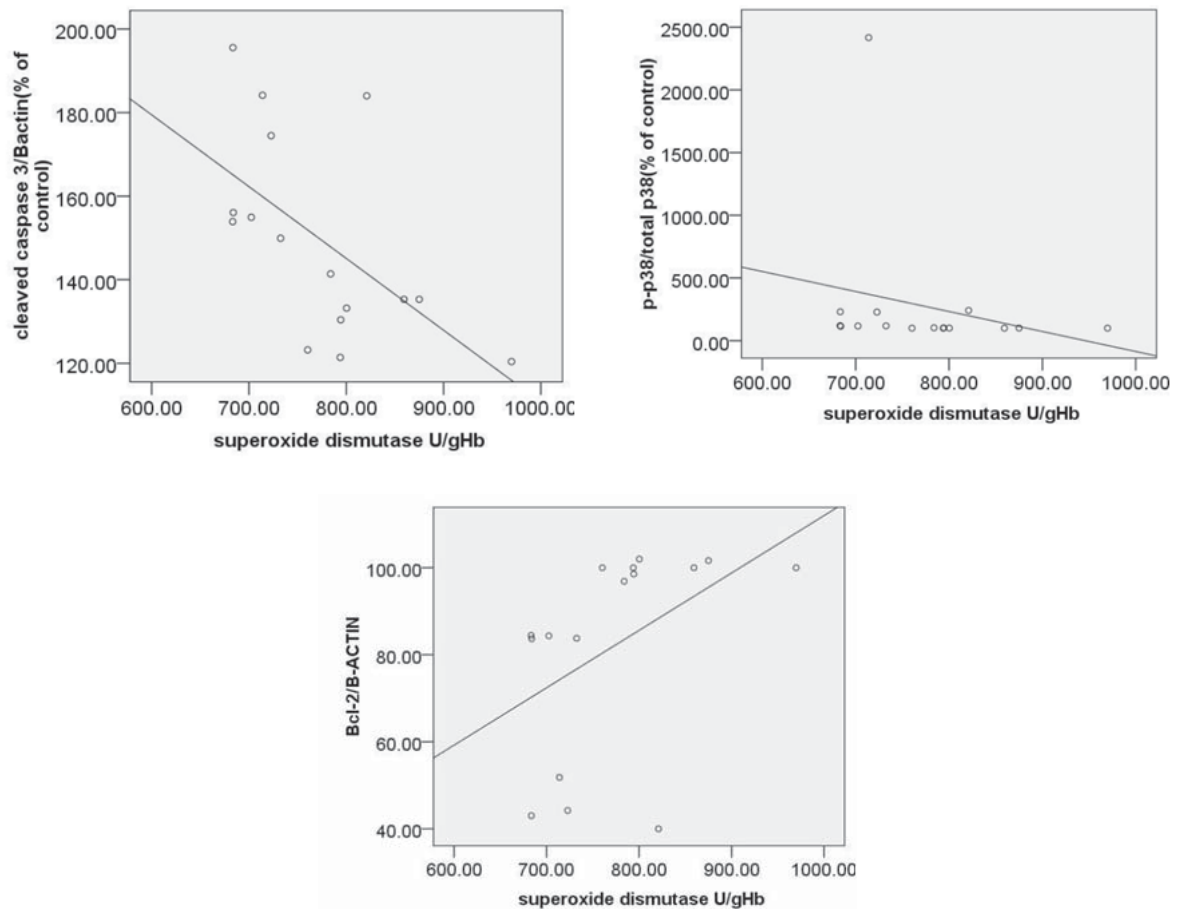 200.00
180.00
160.00
140.00
120.00
cleaved caspase 3/Bactin(% of
control)
600.00 700.00 800.00 900.00 1000.00
superoxide dismutase U/gHb
2500.00
2000.00
1500.00
1000.00
500.00
0.00
p-p38/total p38(% of control)
600.00 700.00 800.00 900.00 1000.00
superoxide dismutase U/gHb
100.00
80.00
60.00
40.00
Bcl-2/B-ACTIN
600.00 700.00 800.00 900.00 1000.00
superoxide dismutase U/gHb